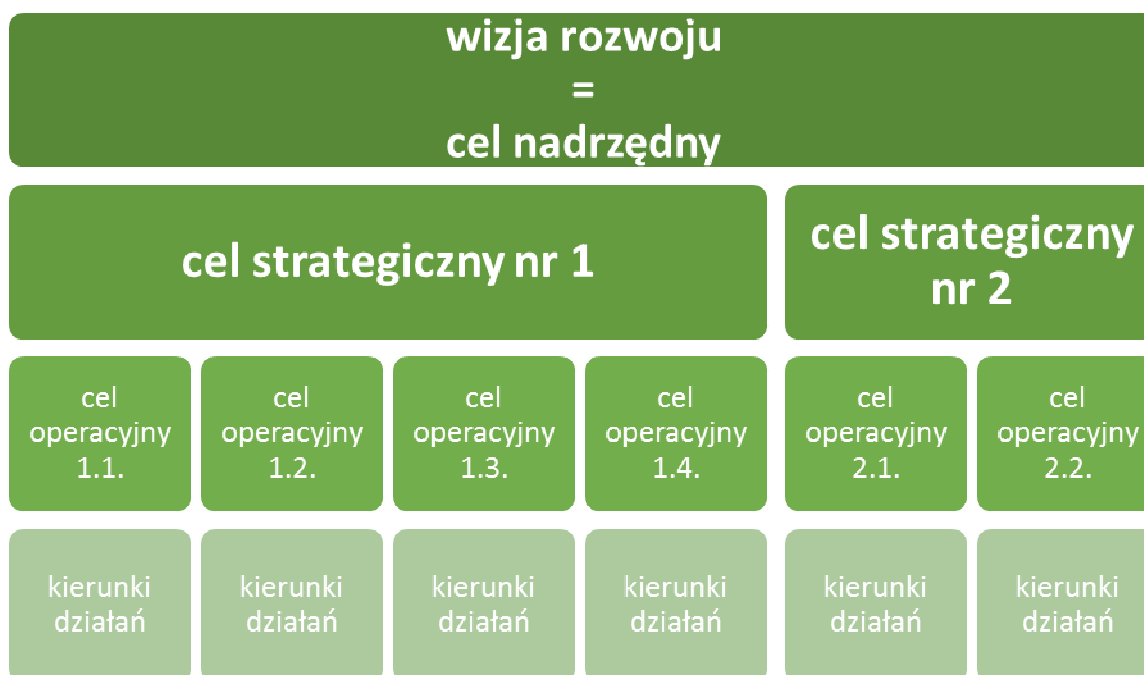 wizja rozwoju
=
cel nadrzędny
cel strategiczny nr 1
cel strategiczny
nr 2
cel
operacyjny
1.1.
cel
operacyjny
1.2.
cel
operacyjny
1.3.
cel
operacyjny
1.4.
cel
operacyjny
2.1.
cel
operacyjny
2.2.
kierunki
działań
kierunki
działań
kierunki
działań
kierunki
działań
kierunki
działań
kierunki
działań